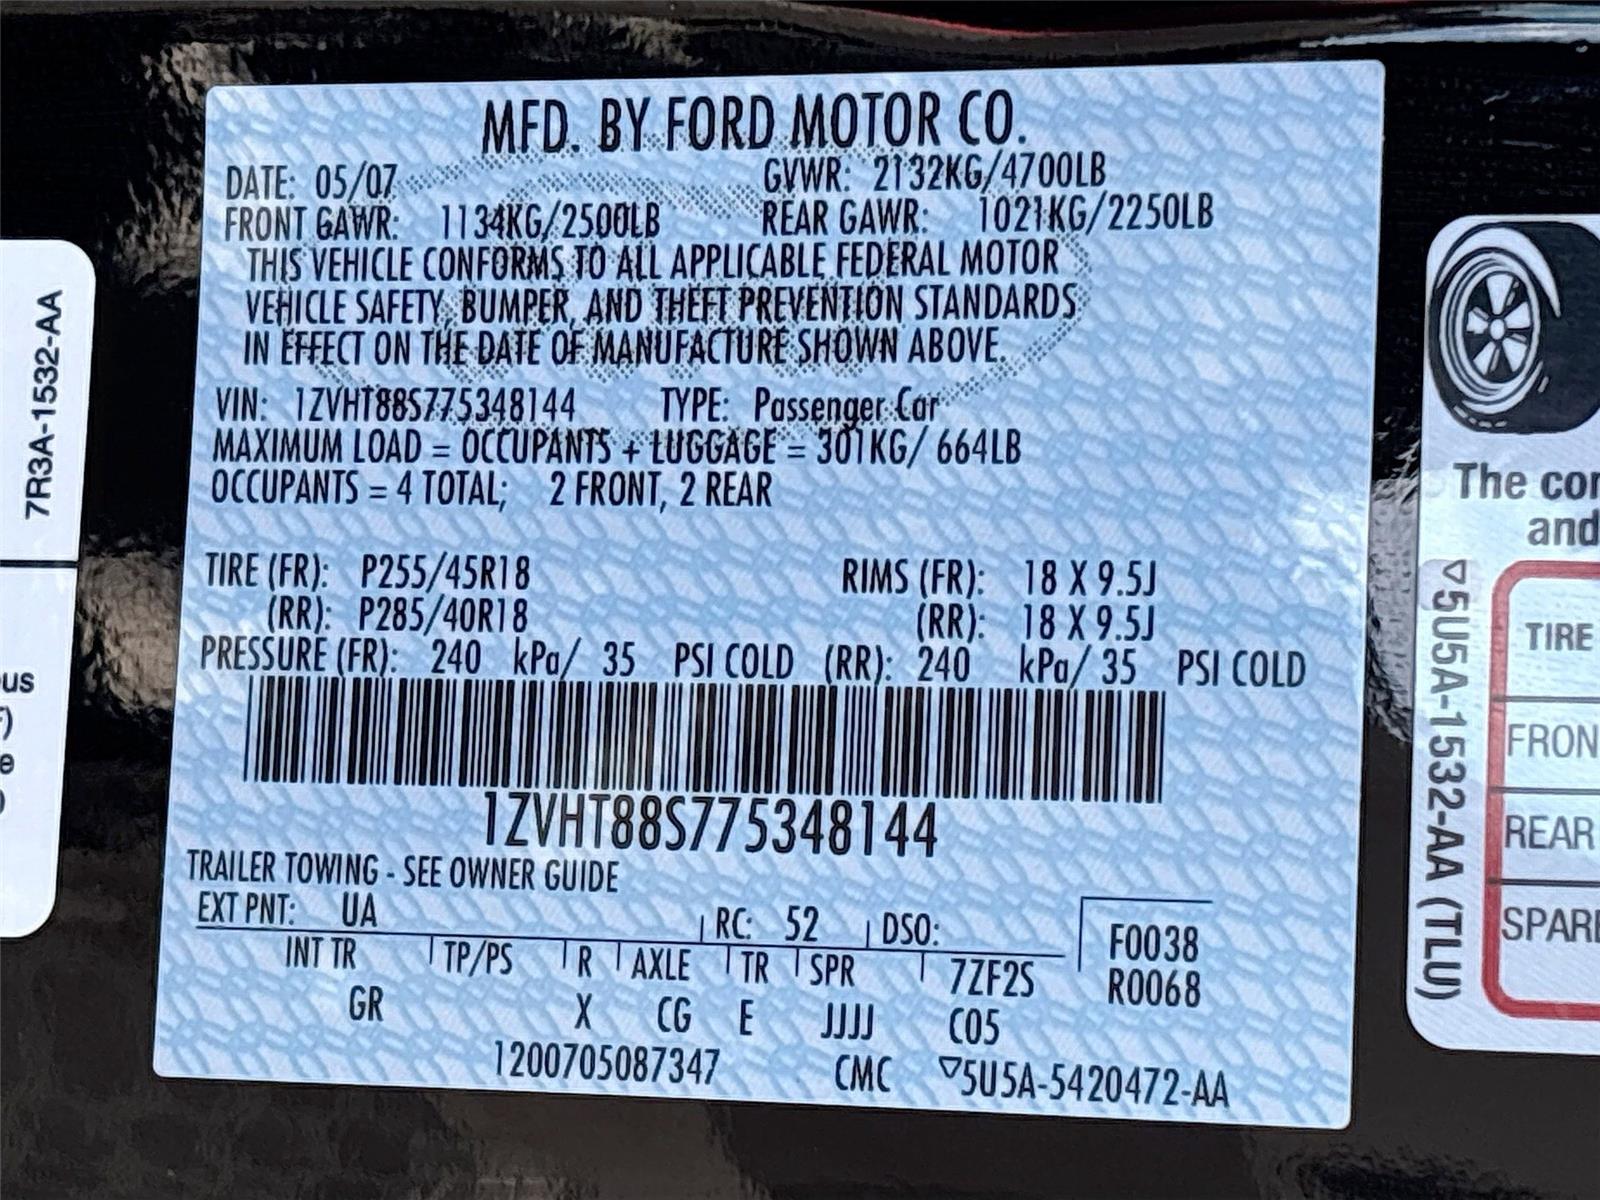 MFD. BY FORD MOTOR CO.
DATE: 05/07 GVWR: 2132KG/4700LB
FRONT GAWR: 1134KG/2500LB REAR GAWR: 1021KG/2250LB
THIS VEHICLE CONFORMS TO ALL APPLICABLE FEDERAL MOTOR
VEHICLE SAFETY, BUMPER, AND THEFT PREVENTION STANDARDS
IN EFFECT ON THE DATE OF MANUFACTURE SHOWN ABOVE.
VIN: 1ZVHT88S775348144 TYPE: Passenger Car
MAXIMUM LOAD = OCCUPANTS + LUGGAGE = 301KG/ 664LB
OCCUPANTS = 4 TOTAL; 2 FRONT, 2 REAR
TIRE (FR): P255/45R18 RIMS (FR): 18 X 9.5J
(RR): P285/40R18 (RR): 18 X 9.5J
PRESSURE (FR): 240 kPa/ 35 PSI COLD (RR): 240 kPa/ 35 PSI COLD
1ZVHT88S775348144
TRAILER TOWING - SEE OWNER GUIDE
EXT PNT: UA RC: 52 DSO:
F0038
INT TR TP/PS R AXLE TR SPR 7ZF2S
R0068
GR X CG E JJJJ C05
1200705087347 CMC ▽5U5A-5420472-AA
7R3A-1532-AA
us
)
e
)
The cor
and
▽5U5A-1532-AA (TLU)
TIRE
FRON
REAR
SPARE